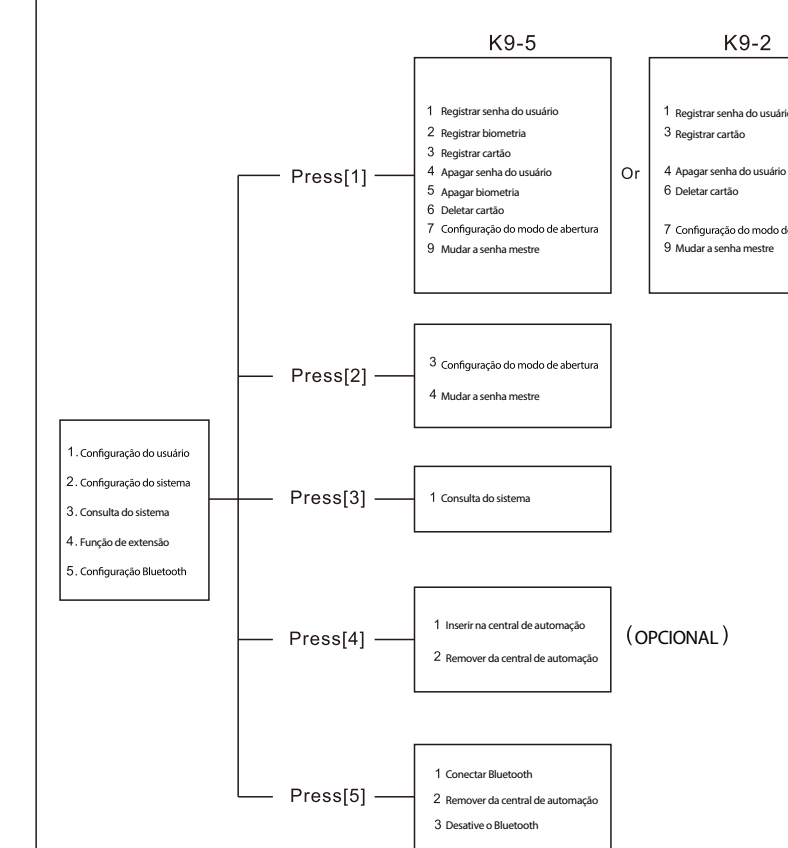 K9-5
1 Registrar senha do usuário
2 Registrar biometria
3 Registrar cartão
4 Apagar senha do usuário
5 Apagar biometria
6 Deletar cartão
7 Configuração do modo de abertura
9 Mudar a senha mestre
Press[1]
Or
K9-2
1 Registrar senha do
3 Registrar cartão
4 Apagar senha do usuário
6 Deletar cartão
7 Configuração do modo
9 Mudar a senha mestre
Press[2]
3 Configuração do modo de abertura
4 Mudar a senha mestre
1. Configuração do usuário
2. Configuração do sistema
3. Consulta do sistema
4. Função de extensão
5. Configuração Bluetooth
Press[3]
1 Consulta do sistema
Press[4]
1 Inserir na central de automação
2 Remover da central de automação
(OPCIONAL)
Press[5]
1 Conectar Bluetooth
2 Remover da central de automação
3 Desative o Bluetooth